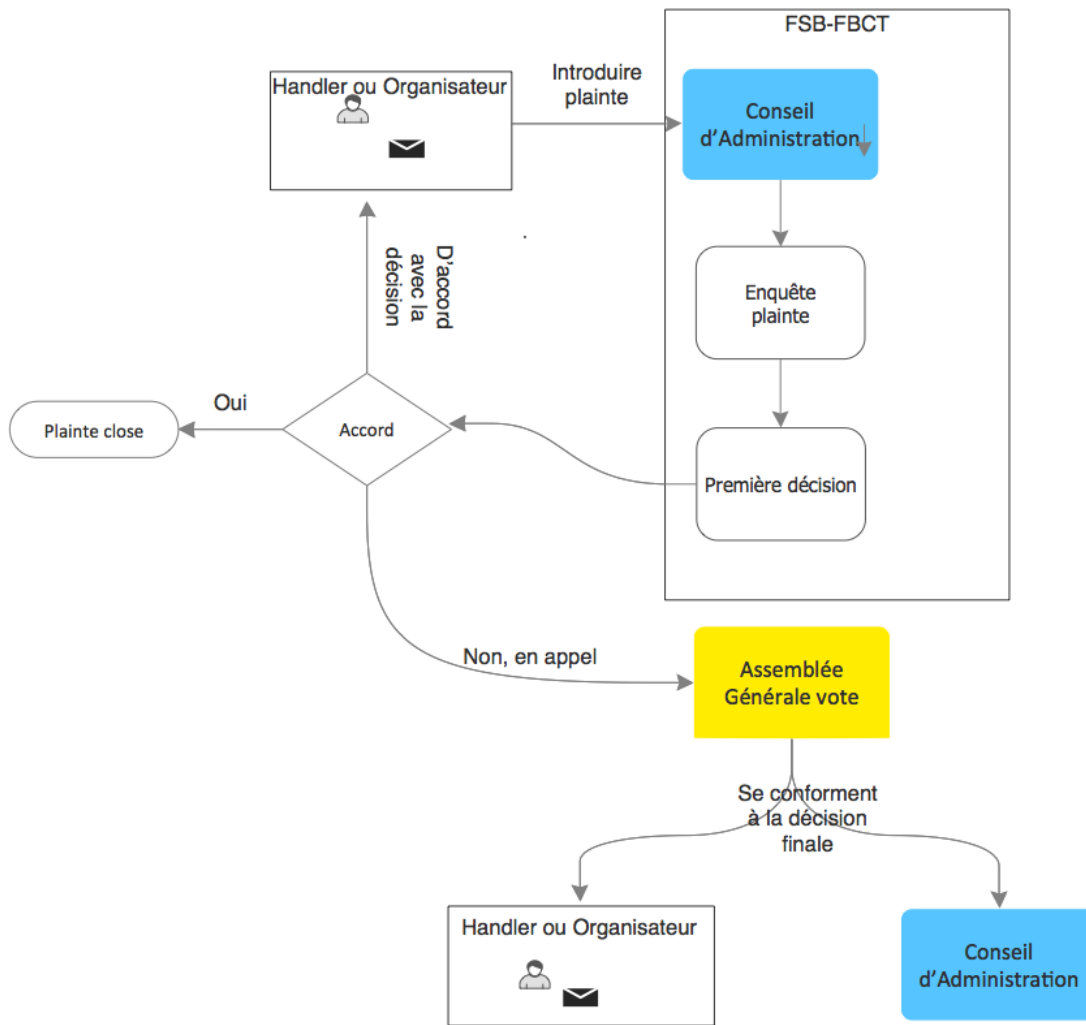 FSB-FBCT
Handler ou Organisateur
Introduire
plainte
Conseil
d'Administration
D'accord
avec la
décision
Enquête
plainte
Oui
Plainte close
Accord
Première décision
Non, en appel
Assemblée
Générale vote
Se conforment
à la décision
finale
Handler ou Organisateur
Conseil
d'Administration